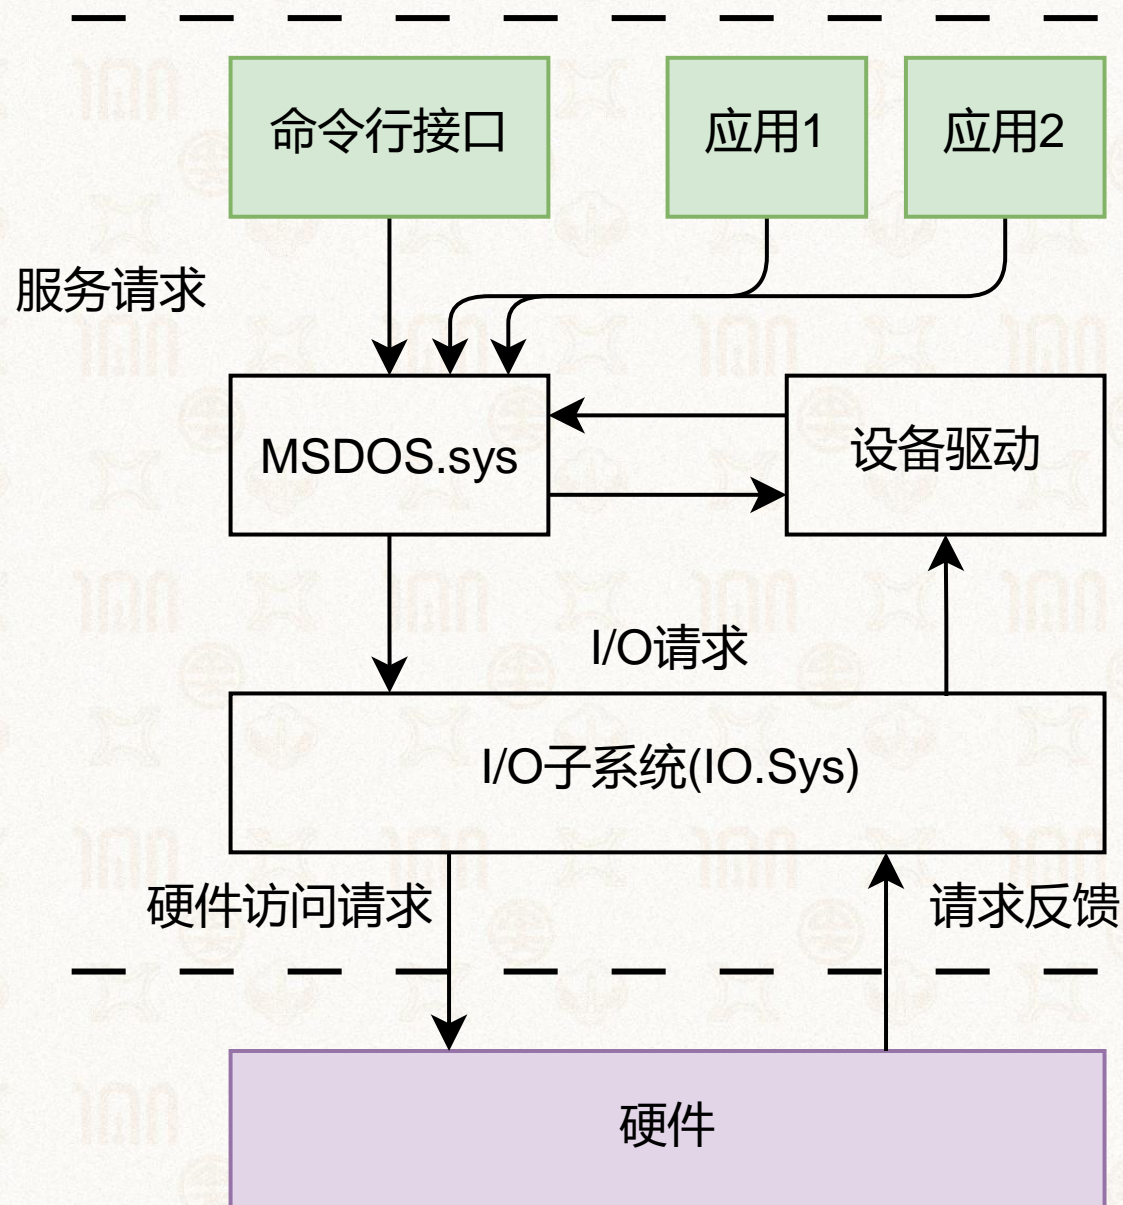 命令行接口
应用1
应用2
服务请求
MSDOS.sys
设备驱动
I/O请求
I/O子系统(IO.Sys)
硬件访问请求
请求反馈
硬件